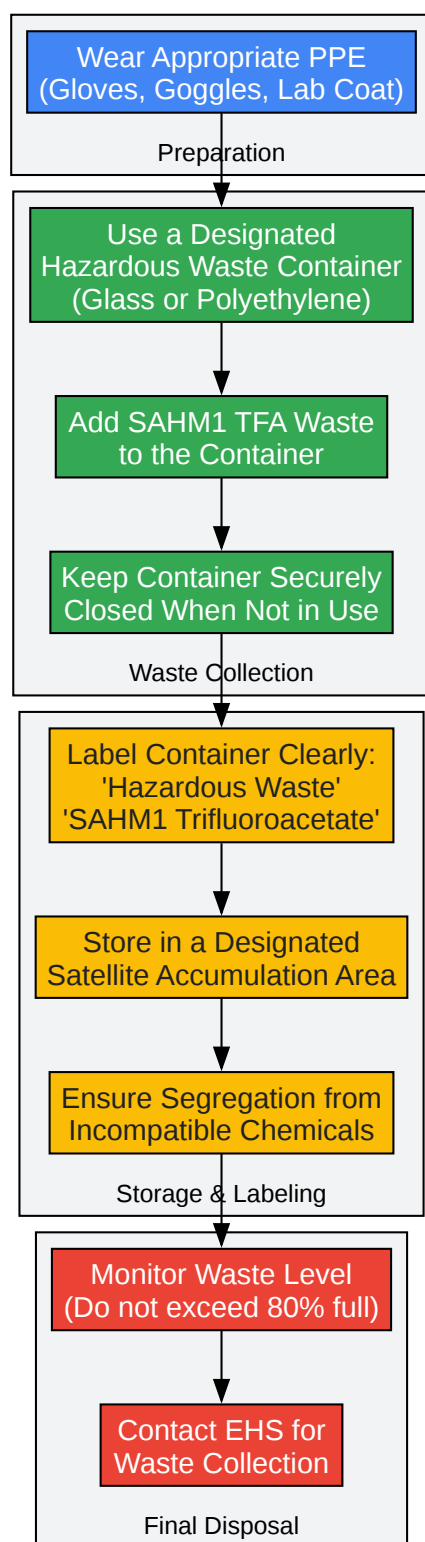 Wear Appropriate PPE
(Gloves, Goggles, Lab Coat)
Preparation
Use a Designated
Hazardous Waste Container
(Glass or Polyethylene)
Add SAHM1 TFA Waste
to the Container
Keep Container Securely
Closed When Not in Use
Waste Collection
Label Container Clearly:
'Hazardous Waste'
'SAHM1 Trifluoroacetate'
Store in a Designated
Satellite Accumulation Area
Ensure Segregation from
Incompatible Chemicals
Storage & Labeling
Monitor Waste Level
(Do not exceed 80% full)
Contact EHS for
Waste Collection
Final Disposal